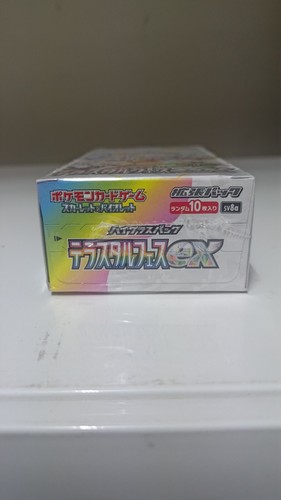 ポケモンカードゲーム
スカーレット&バイオレット
拡張パック
ランダム10枚入り SV8a
ハイクラスパック
テラスタルフェスex